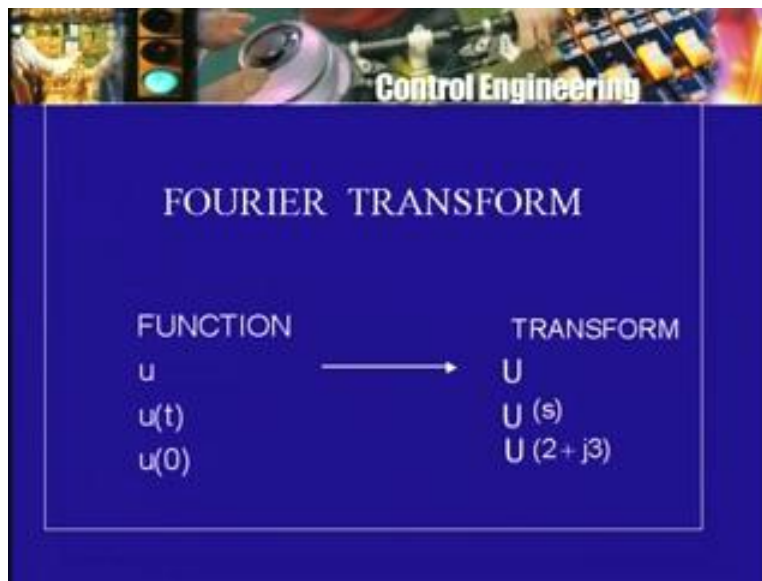 Control Engineering
FOURIER TRANSFORM
FUNCTION TRANSFORM
u U
u(t) U (s)
u(0) U (2 + j3)